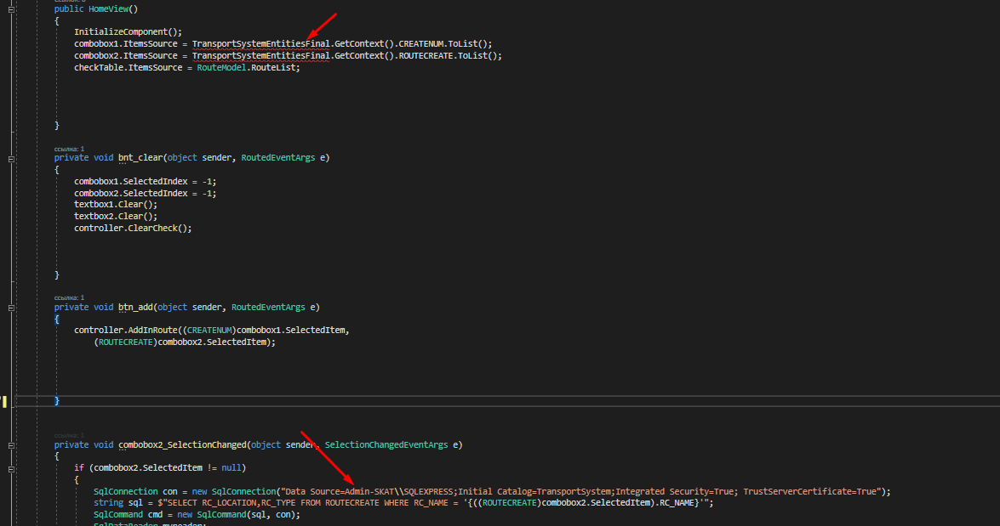 public HomeView()
{
InitializeComponent();
combobox1.ItemsSource = TransportSystemEntitiesFinal.GetContext().CREATENUM.ToList();
combobox2.ItemsSource = TransportSystemEntitiesFinal.GetContext().ROUTECREATE.ToList();
checkTable.ItemsSource = RouteModel.RouteList;
}
ссылка: 1
private void bnt_clear(object sender, RoutedEventArgs e)
{
combobox1.SelectedIndex = -1;
combobox2.SelectedIndex = -1;
textbox1.Clear();
textbox2.Clear();
controller.ClearCheck();
}
ссылка: 1
private void btn_add(object sender, RoutedEventArgs e)
{
controller.AddInRoute((CREATENUM)combobox1.SelectedItem,
(ROUTECREATE)combobox2.SelectedItem);
}
ссылка: 1
private void combobox2_SelectionChanged(object sender, SelectionChangedEventArgs e)
{
if (combobox2.SelectedItem != null)
{
SqlConnection con = new SqlConnection("Data Source=Admin-SKAT\\SQLEXPRESS;Initial Catalog=TransportSystem;Integrated Security=True; TrustServerCertificate=True");
string sql = $"SELECT RC_LOCATION,RC_TYPE FROM ROUTECREATE WHERE RC_NAME = '{((ROUTECREATE)combobox2.SelectedItem).RC_NAME}'";
SqlCommand cmd = new SqlCommand(sql, con);